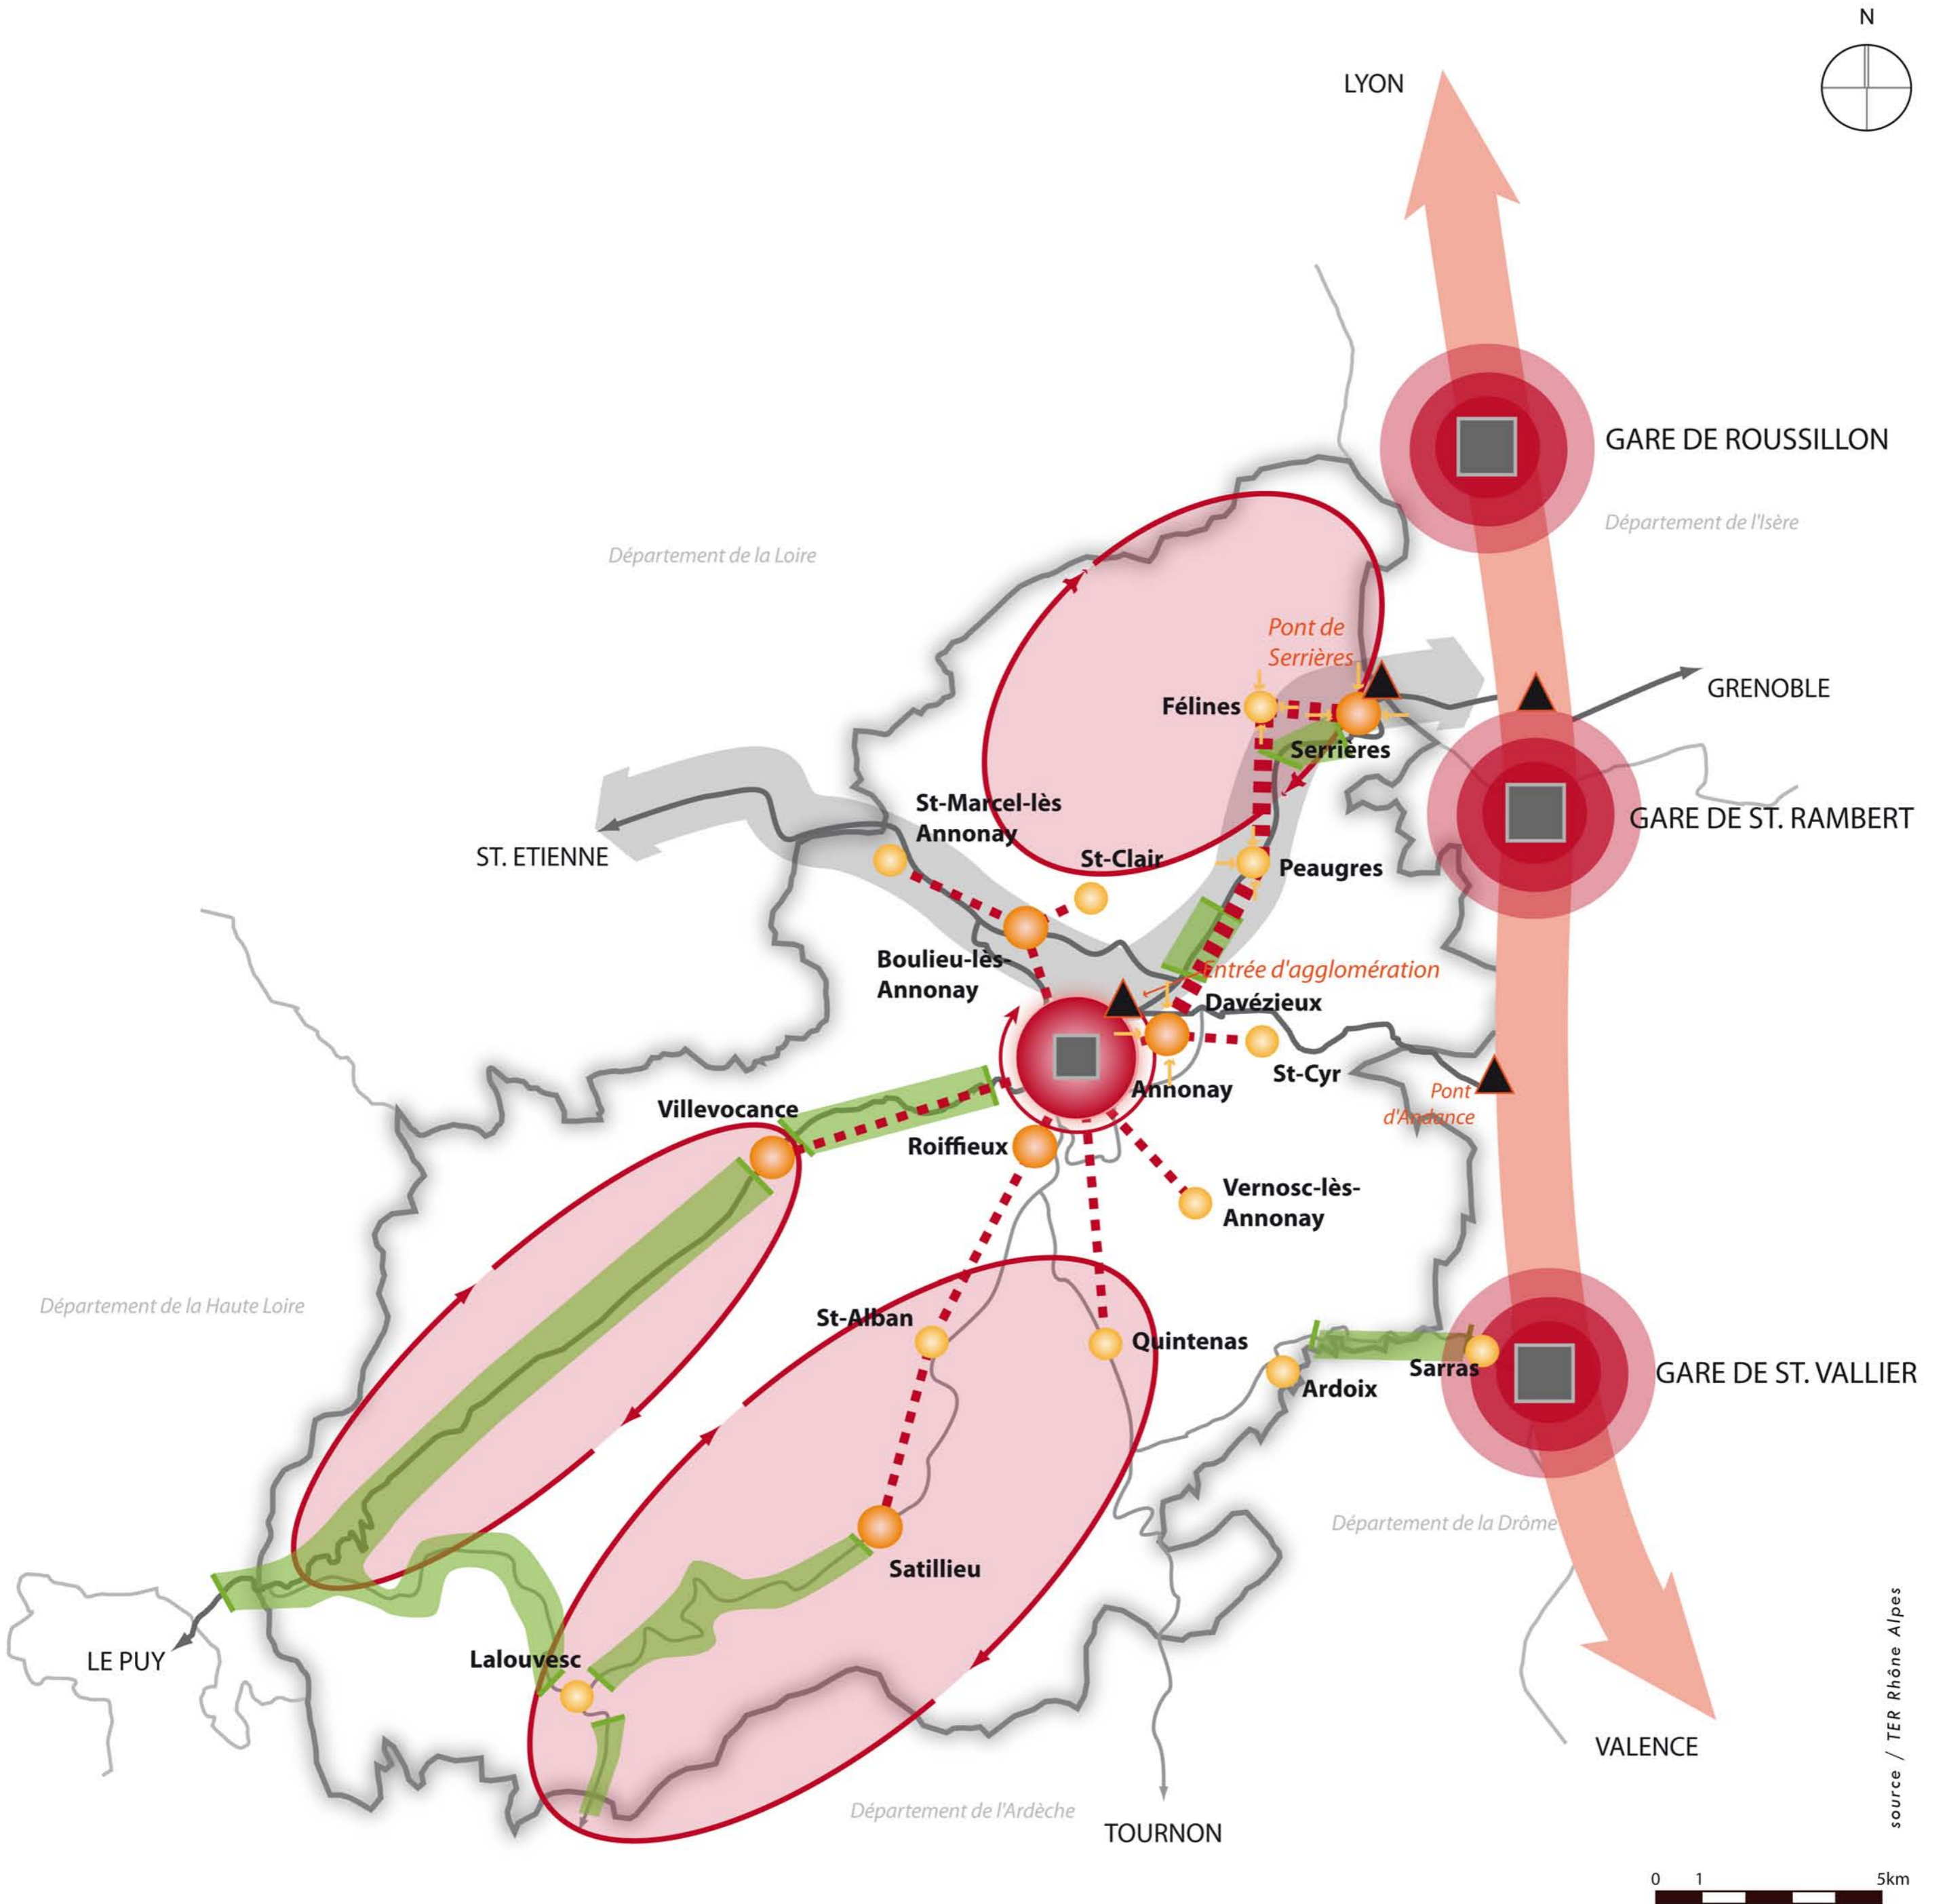 N
LYON
GARE DE ROUSSILLON
Département de l'Isère
Département de la Loire
Pont de
Serrières
GRENOBLE
Félines
Serrières
St-Marcel-lès
Annonay
GARE DE ST. RAMBERT
ST. ETIENNE
St-Clair
Peaugres
Boulieu-lès-
Annonay
Entrée d'agglomération
Davézieux
St-Cyr
Annonay
Pont
d'Andance
Villevocance
Roiffieux
Vernosc-lès-
Annonay
Département de la Haute Loire
St-Alban
Quintenas
Sarras
GARE DE ST. VALLIER
Ardoix
Département de la Drôme
Satillieu
LE PUY
Lalouvesc
VALENCE
source / TER Rhône Alpes
Département de l'Ardèche
TOURNON
0 1 5km